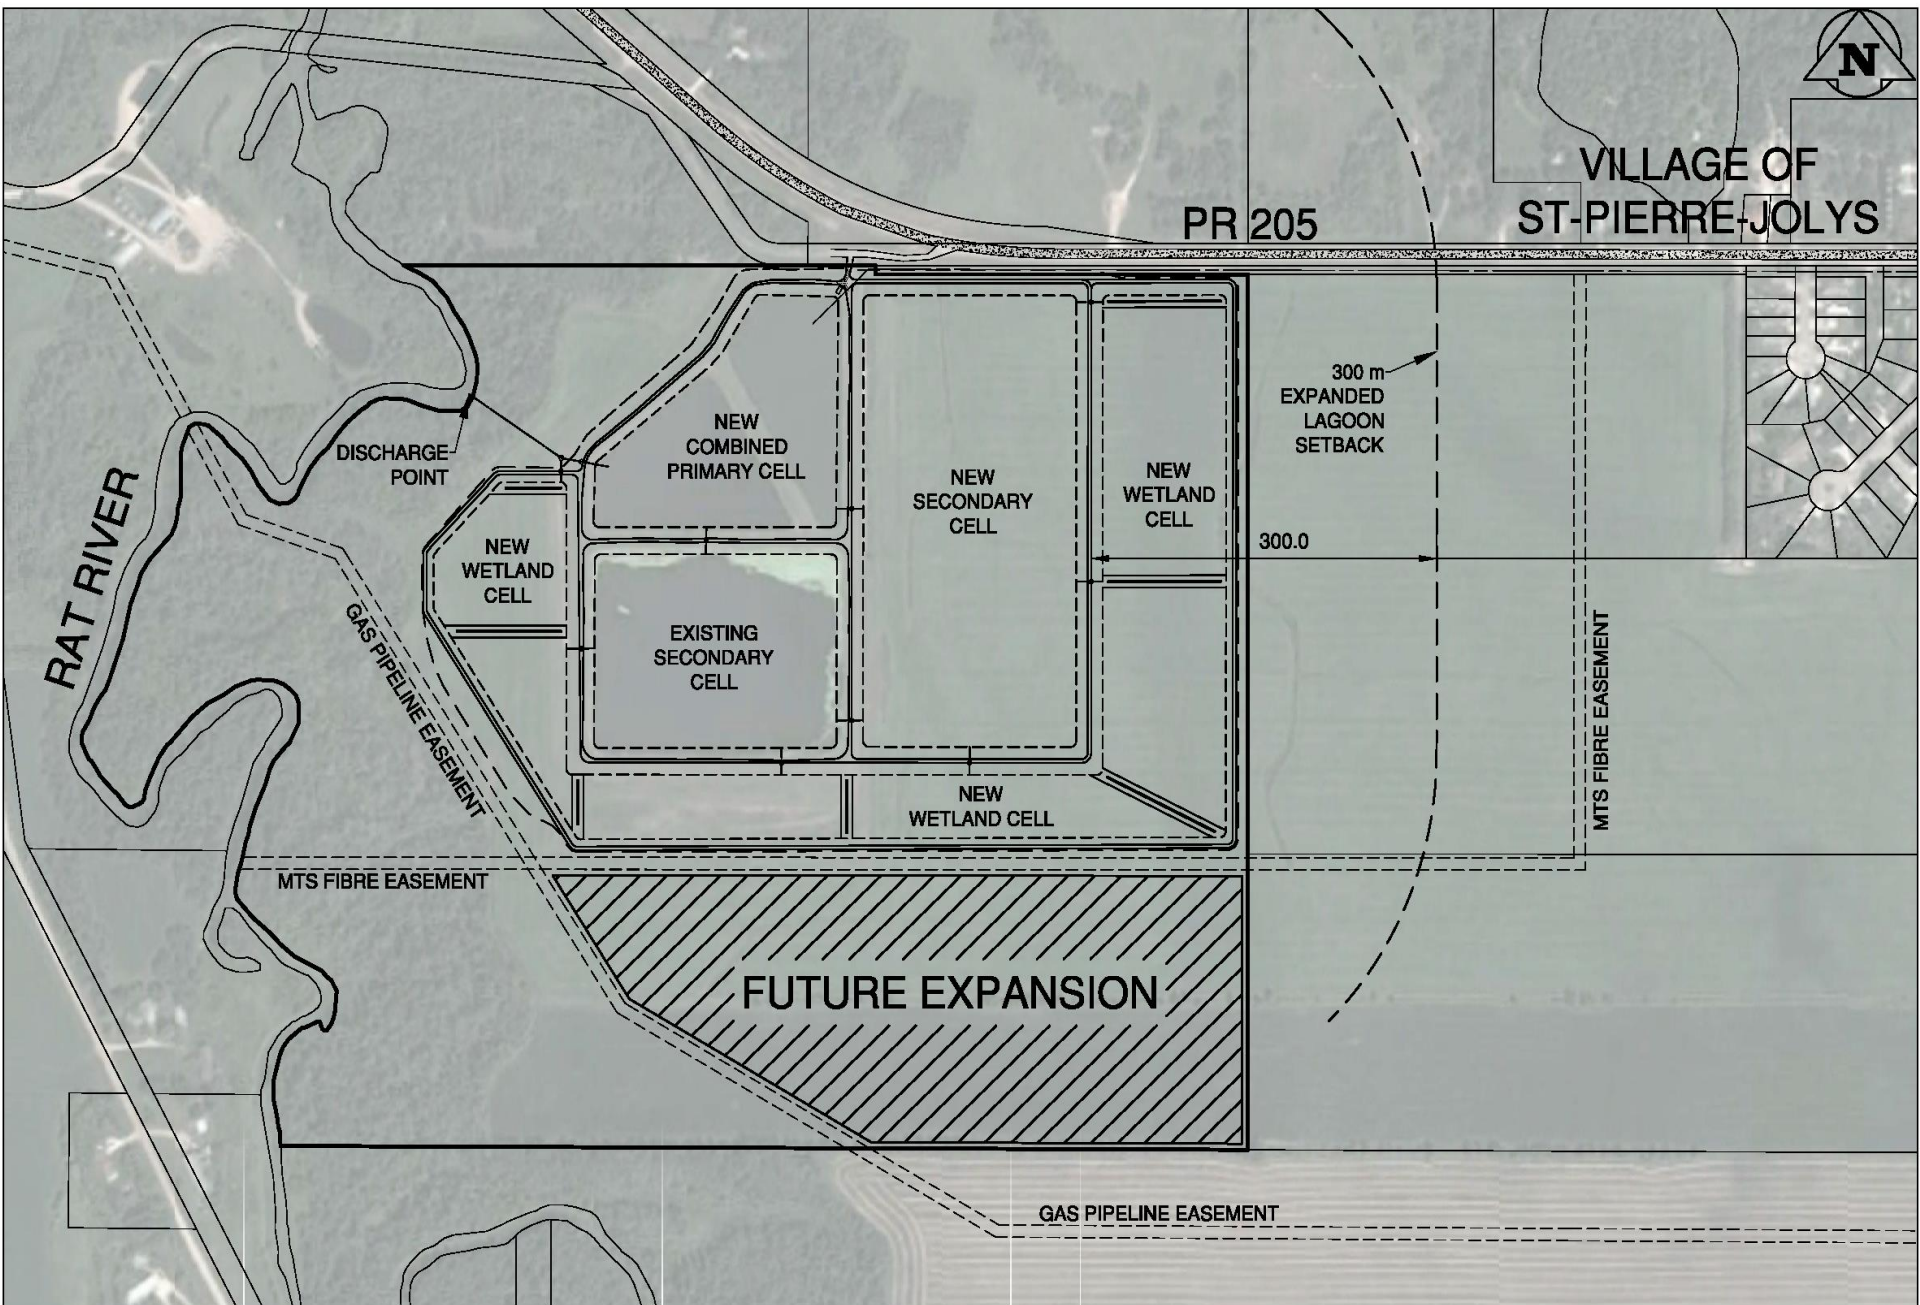 N
VILLAGE OF
ST-PIERRE-JOLYS
PR 205
300 m
EXPANDED
LAGOON
SETBACK
DISCHARGE
POINT
NEW
COMBINED
PRIMARY CELL
NEW
SECONDARY
CELL
NEW
WETLAND
CELL
RAT RIVER
300.0
NEW
WETLAND
CELL
GAS PIPELINE EASEMENT
EXISTING
SECONDARY
CELL
MTS FIBRE EASEMENT
NEW
WETLAND CELL
MTS FIBRE EASEMENT
FUTURE EXPANSION
GAS PIPELINE EASEMENT